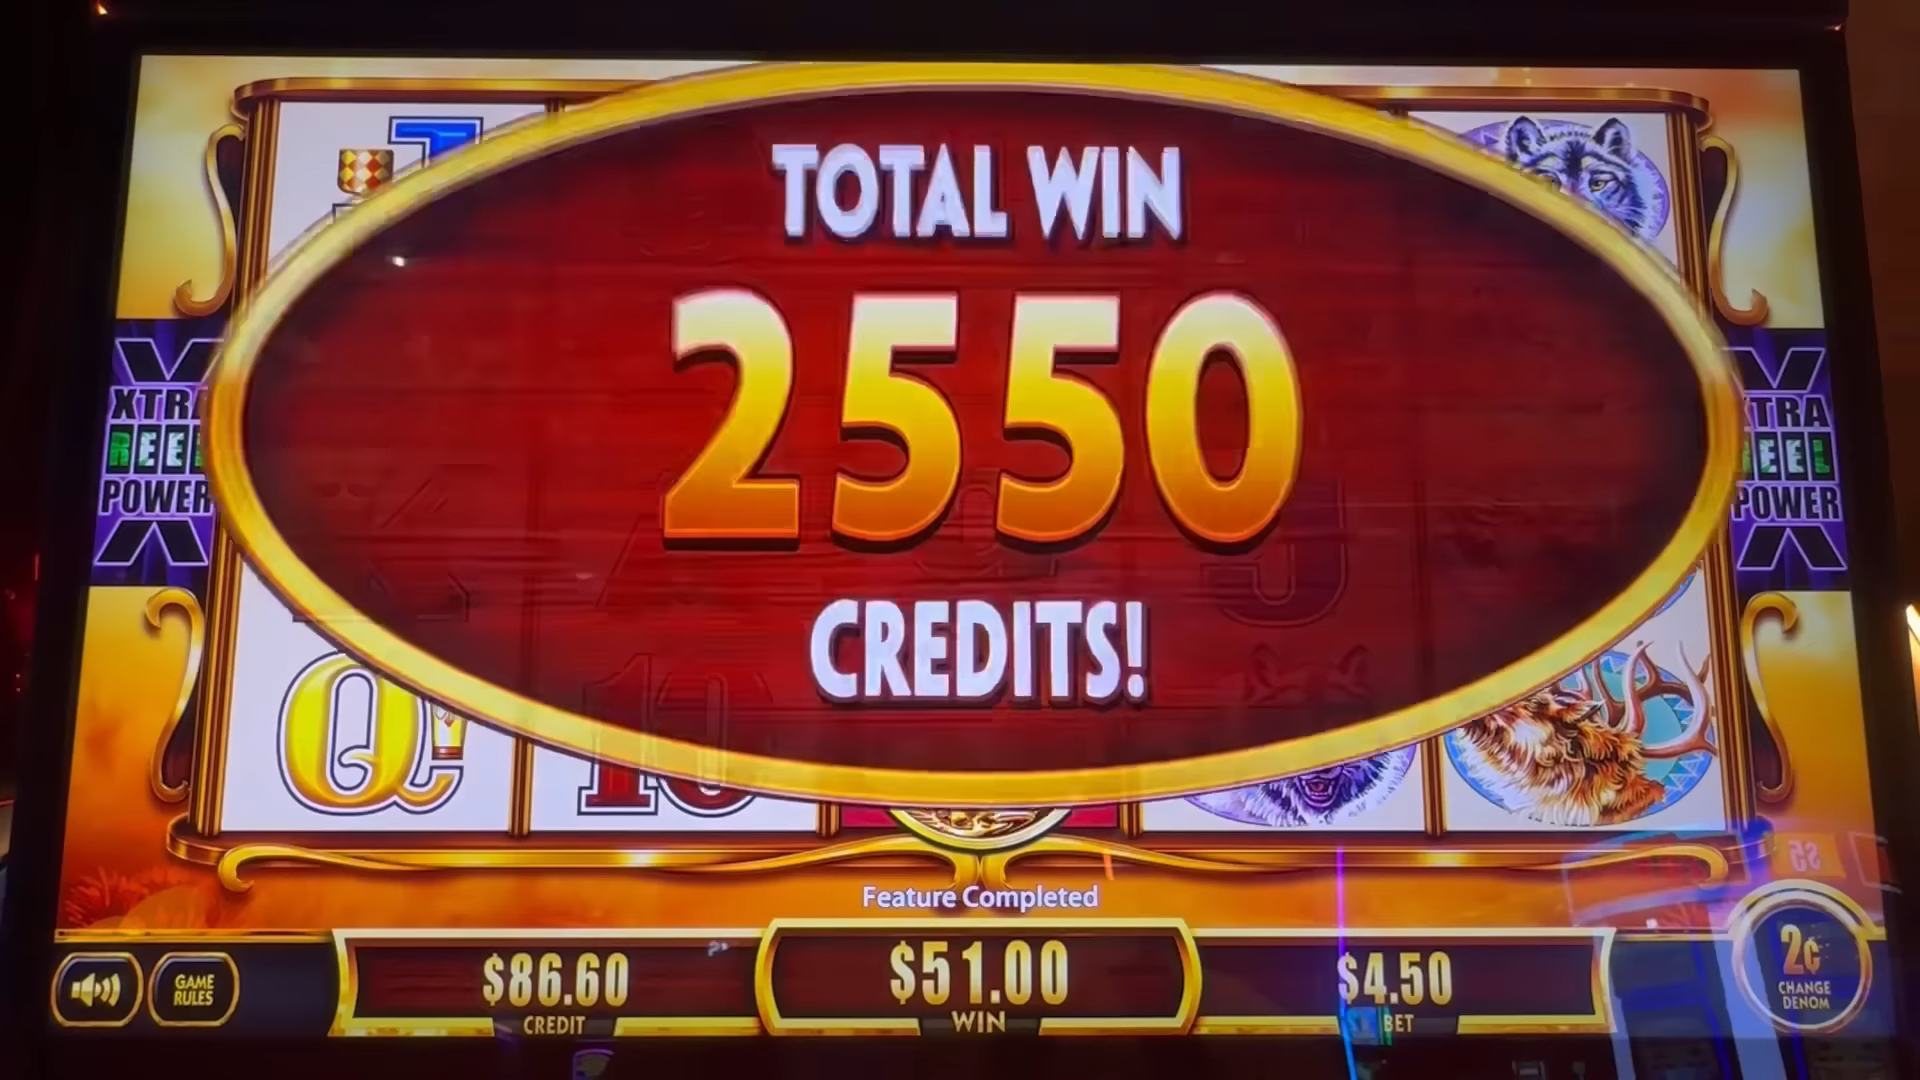 TOTAL WIN
2550
CREDITS!
J
XTRA
REEL
POWER
XTRA
REEL
POWER
Q
10
J
Feature Completed
GAME
RULES
$86.60
CREDIT
$51.00
WIN
$4.50
BET
2¢
CHANGE
DENOM